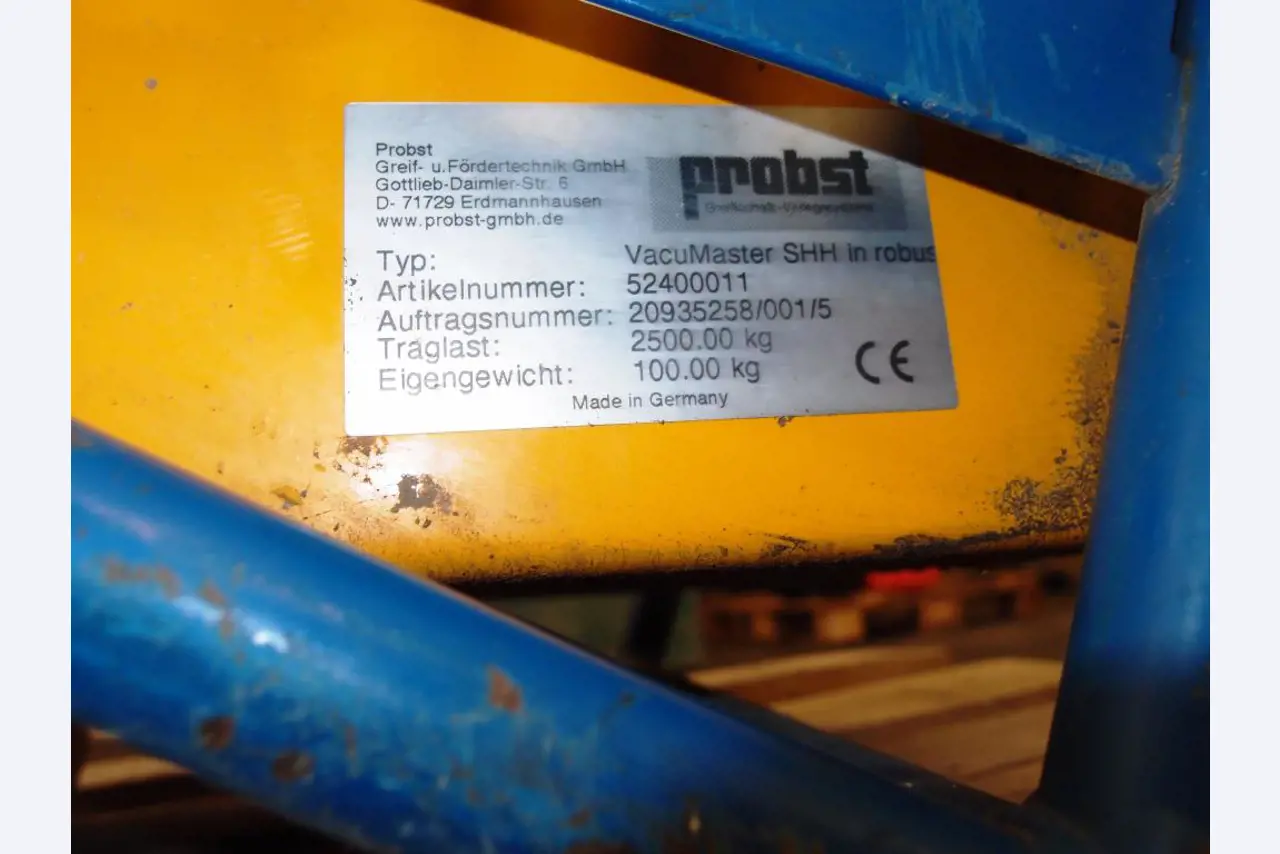 Probst
Greif- u.Fördertechnik GmbH
Gottlieb-Daimler-Str. 6
D- 71729 Erdmannhausen
www.probst-gmbh.de
probst
Typ: VacuMaster SHH in robus
Artikelnummer: 52400011
Auftragsnummer: 20935258/001/5
Traglast: 2500.00 kg
Eigengewicht: 100.00 kg
CE
Made in Germany